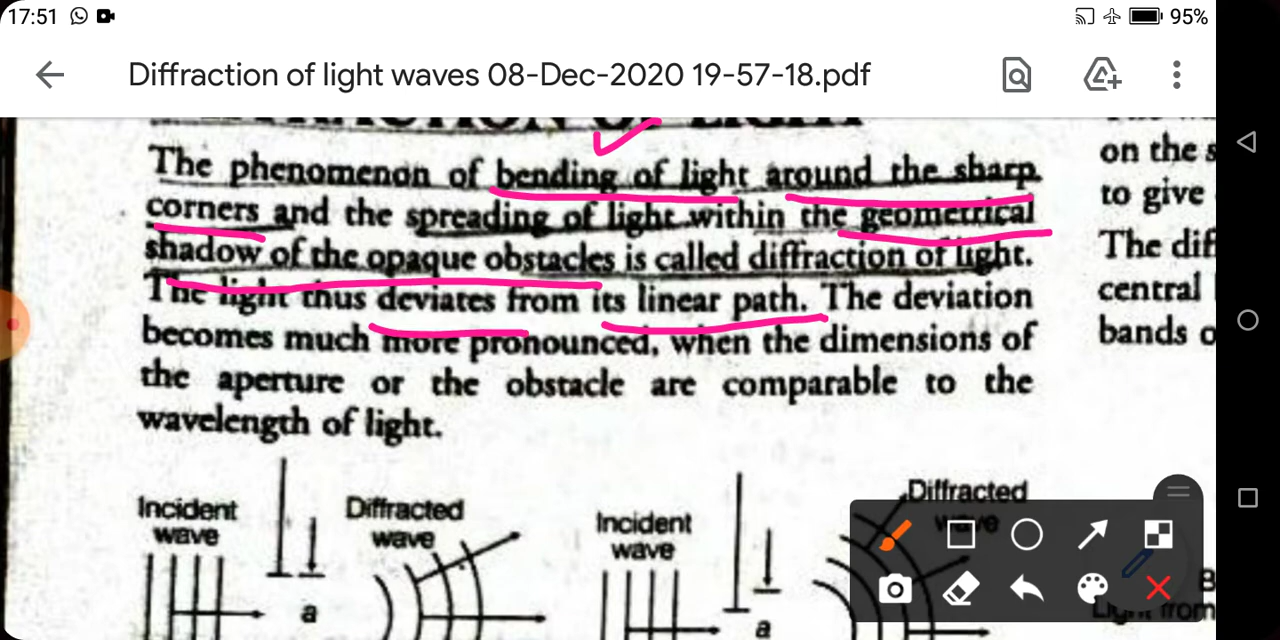 17:51
95%
Diffraction of light waves 08-Dec-2020 19-57-18.pdf
The phenomenon of bending of light around the sharp
corners and the spreading of light within the geometrical
shadow of the opaque obstacles is called diffraction of light.
The light thus deviates from its linear path. The deviation
becomes much more pronounced, when the dimensions of
the aperture or the obstacle are comparable to the
wavelength of light.
on the s
to give
The dif
central
bands o
Incident
wave
Diffracted
wave
a
Incident
wave
Diffracted
wave
a
B
Light from